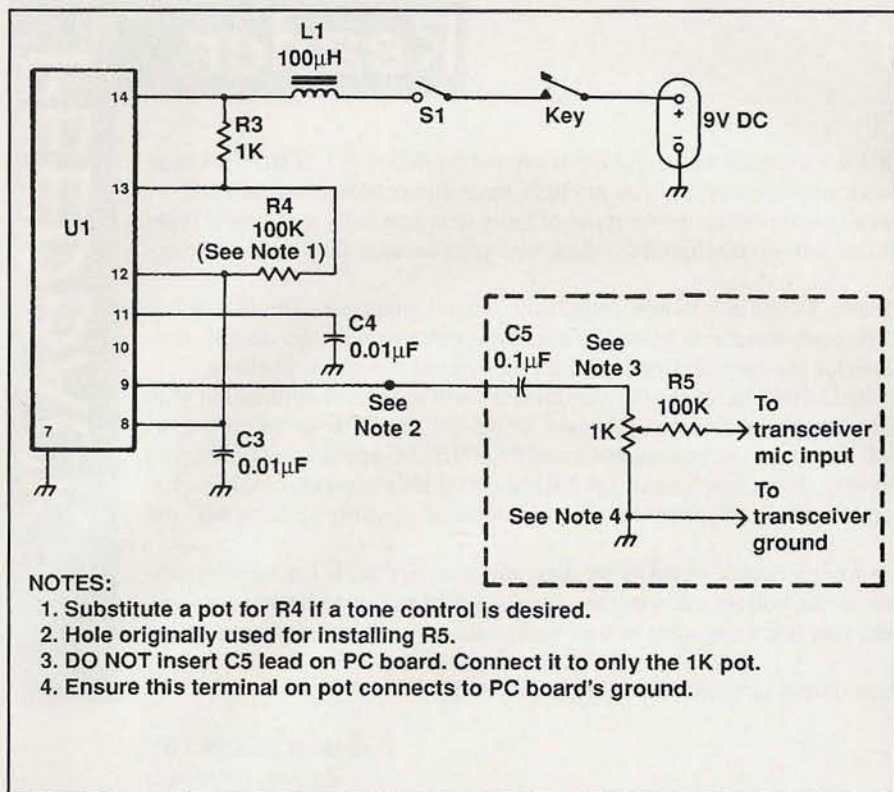 L1
100μH
14
S1
Key
+
−
9V DC
R3
1K
13
U1
R4
100K
(See Note 1)
12
11
C4
0.01μF
10
9
See
Note 2
C5
0.1μF
See
Note 3
R5
100K
1K
To
transceiver
mic input
8
7
C3
0.01μF
See Note 4
To
transceiver
ground
NOTES:
1. Substitute a pot for R4 if a tone control is desired.
2. Hole originally used for installing R5.
3. DO NOT insert C5 lead on PC board. Connect it to only the 1K pot.
4. Ensure this terminal on pot connects to PC board's ground.